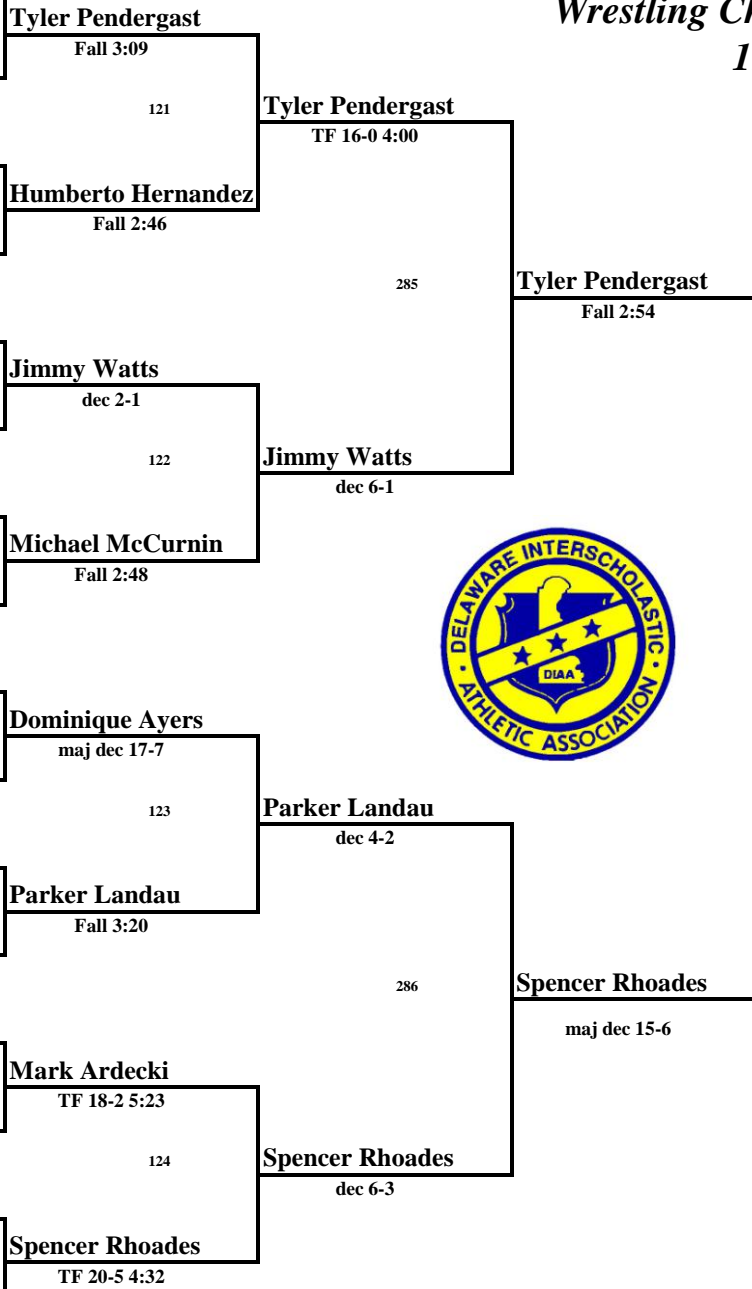 Wrestling Ch
1
Tyler Pendergast
Fall 3:09
121
Tyler Pendergast
TF 16-0 4:00
Humberto Hernandez
Fall 2:46
285
Tyler Pendergast
Fall 2:54
Jimmy Watts
dec 2-1
122
Jimmy Watts
dec 6-1
Michael McCurnin
Fall 2:48
DELAWARE INTERSCHOLASTIC
DIAA
ATHLETIC ASSOCIATION
Dominique Ayers
maj dec 17-7
123
Parker Landau
dec 4-2
Parker Landau
Fall 3:20
286
Spencer Rhoades
maj dec 15-6
Mark Ardecki
TF 18-2 5:23
124
Spencer Rhoades
dec 6-3
Spencer Rhoades
TF 20-5 4:32